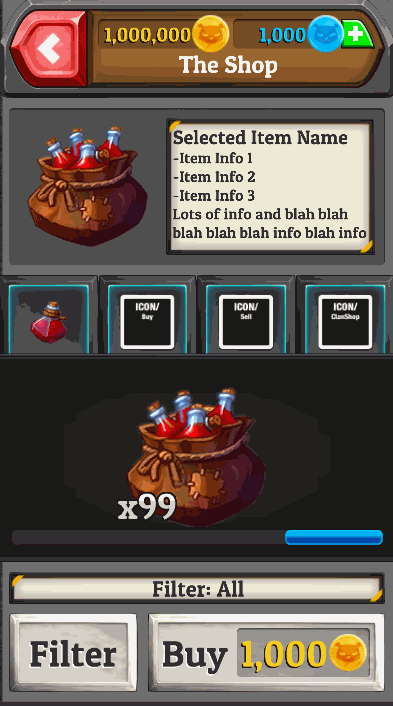 1,000,000
1,000
The Shop
Selected Item Name
-Item Info 1
-Item Info 2
-Item Info 3
Lots of info and blah blah
blah blah blah info blah info
ICON/
Buy
ICON/
Sell
ICON/
ClanShop
x99
Filter: All
Filter
Buy 1,000